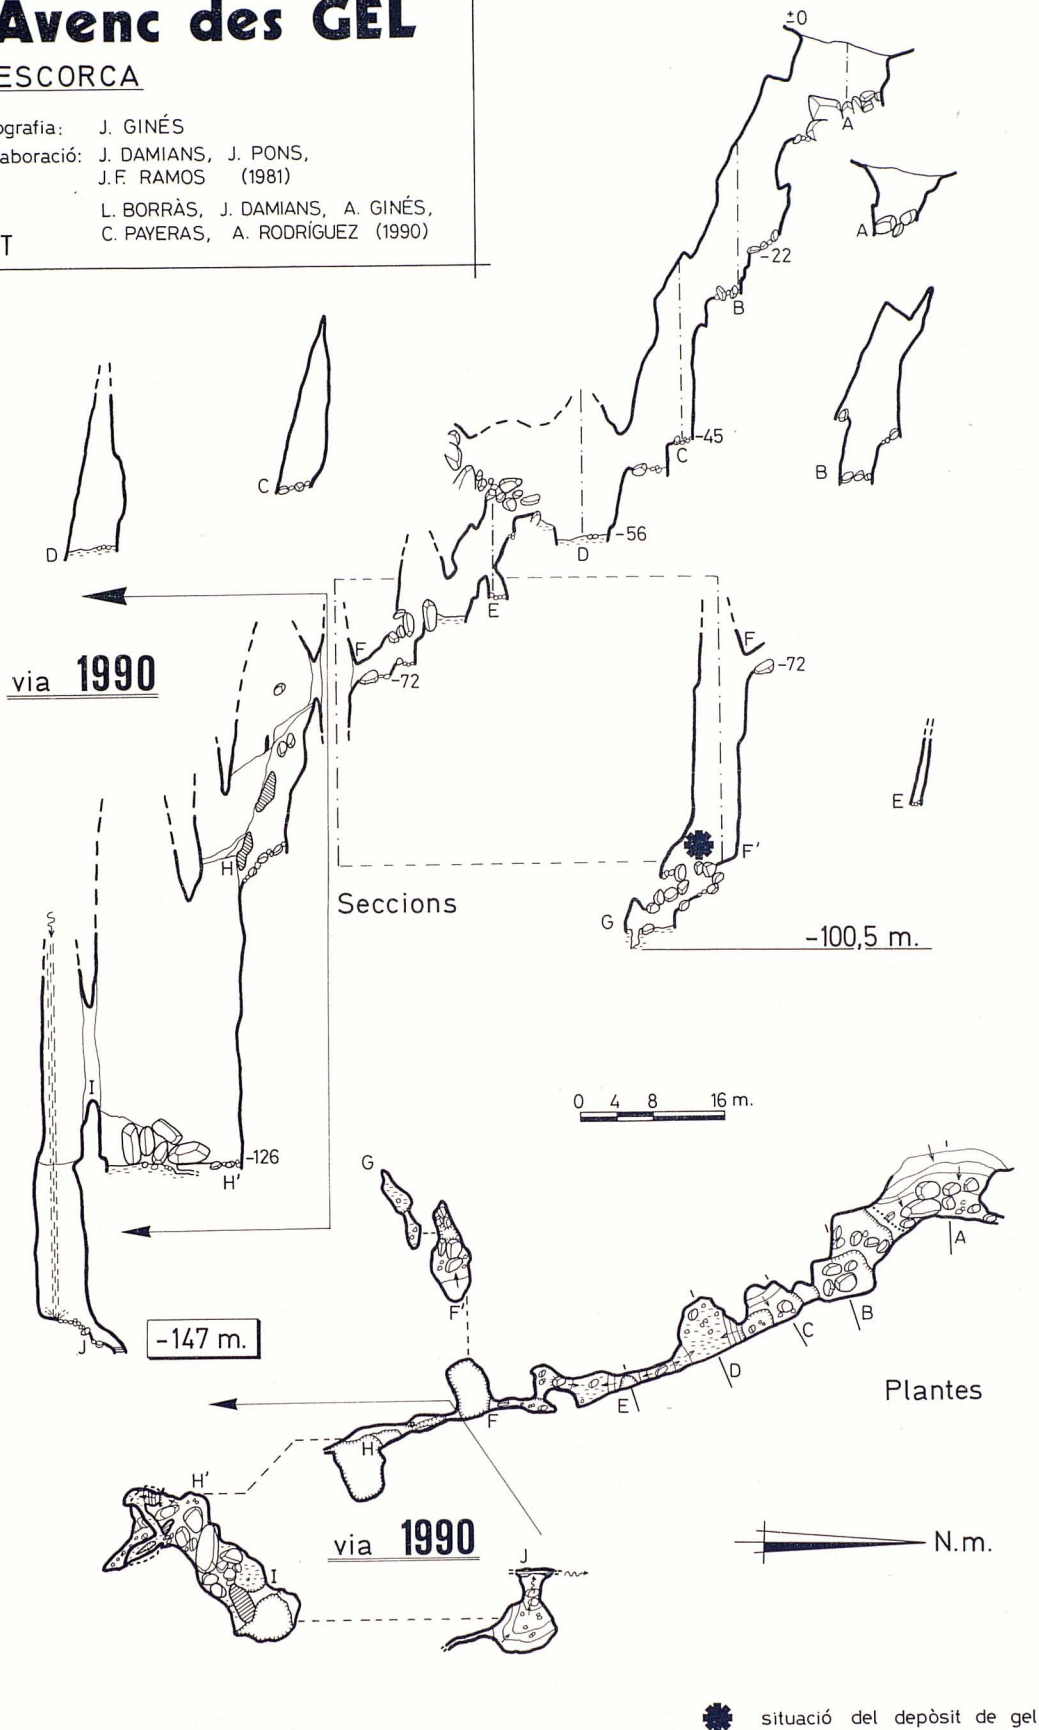 Avenc des GEL
ESCORCA
ografia: J. GINÉS
aboració: J. DAMIANS, J. PONS,
J.F. RAMOS (1981)
L. BORRÀS, J. DAMIANS, A. GINÉS,
C. PAYERAS, A. RODRÍGUEZ (1990)
T
±0
A
A
-22
B
B
C
-45
C
D
-56
D
E
F
-72
F
-72
via 1990
E
H
F'
Seccions
G
-100,5 m.
I
0 4 8 16 m.
-126
H'
G
A
J
-147 m.
F'
B
C
D
E
Plantes
F
H
H'
via 1990
N.m.
J
I
situació del depòsit de gel